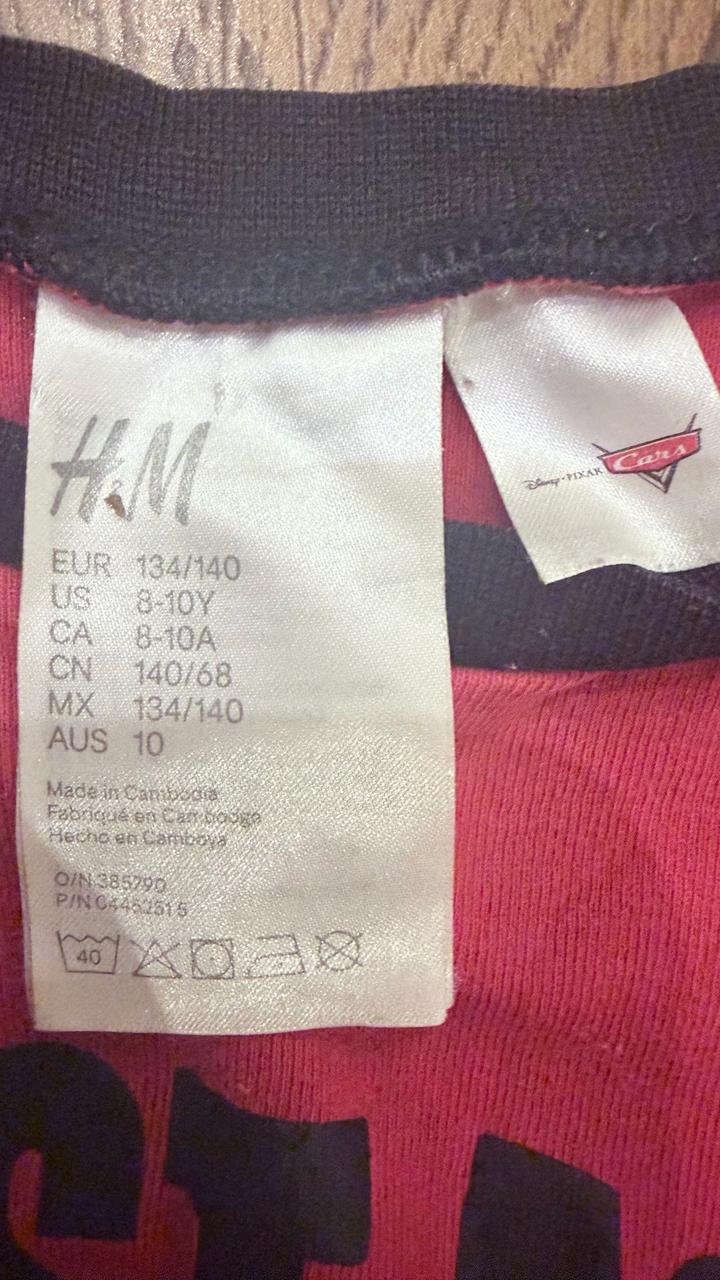 H&M
EUR 134/140
US 8-10Y
CA 8-10A
CN 140/68
MX 134/140
AUS 10
Made in Cambodia
Fabriqué en Cambodge
Hecho en Camboya
O/N 385790
P/N
40
Disney·PIXAR Cars